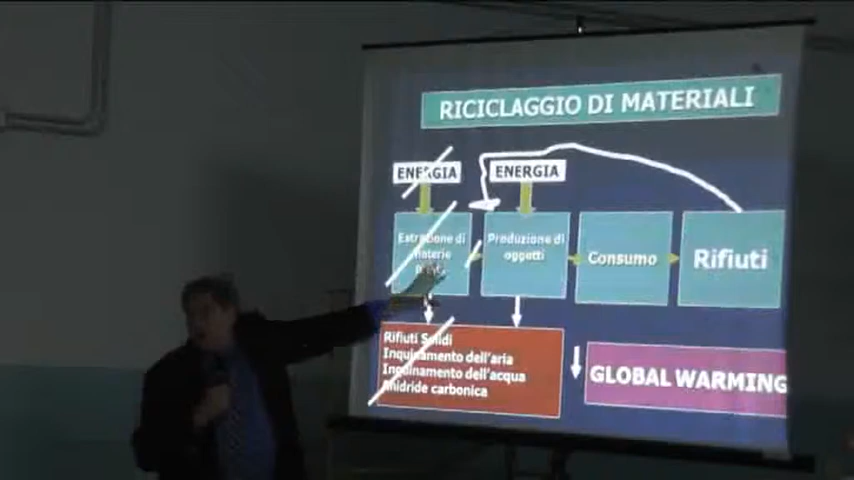 RICICLAGGIO DI MATERIALI
ENERGIA
ENERGIA
Estrazione di
materie
Produzione di
oggetti
Consumo
Rifiuti
Rifiuti Solidi
Inquinamento dell'aria
Inquinamento dell'acqua
Anidride carbonica
GLOBAL WARMING